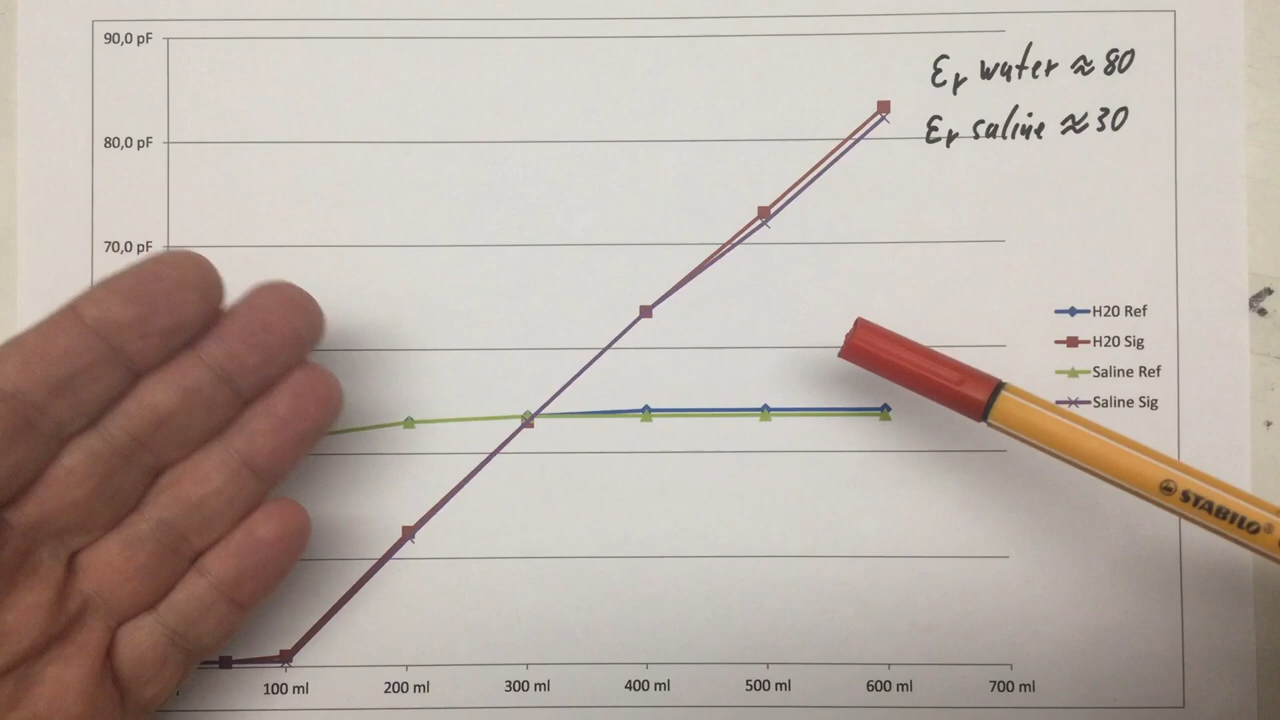 90,0 pF
εr water ≈ 80
εr saline ≈ 30
80,0 pF
70,0 pF
H20 Ref
H20 Sig
Saline Ref
Saline Sig
STABILO®
100 ml
200 ml
300 ml
400 ml
500 ml
600 ml
700 ml